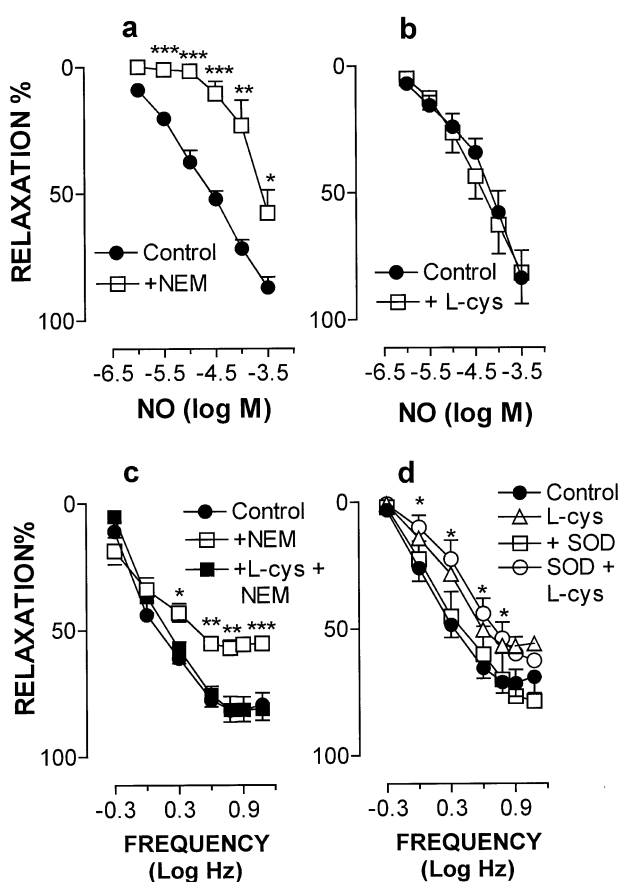 a
RELAXATION %
0
50
100
*** *** *** ** *
Control
+NEM
-6.5 -5.5 -4.5 -3.5
NO (log M)
b
0
50
100
Control
+ L-cys
-6.5 -5.5 -4.5 -3.5
NO (log M)
c
RELAXATION%
0
50
100
Control
+NEM
+L-cys +
NEM
* ** ** ***
-0.3 0.3 0.9
FREQUENCY
(Log Hz)
d
0
50
100
Control
L-cys
+ SOD
SOD +
L-cys
* * * *
-0.3 0.3 0.9
FREQUENCY
(Log Hz)